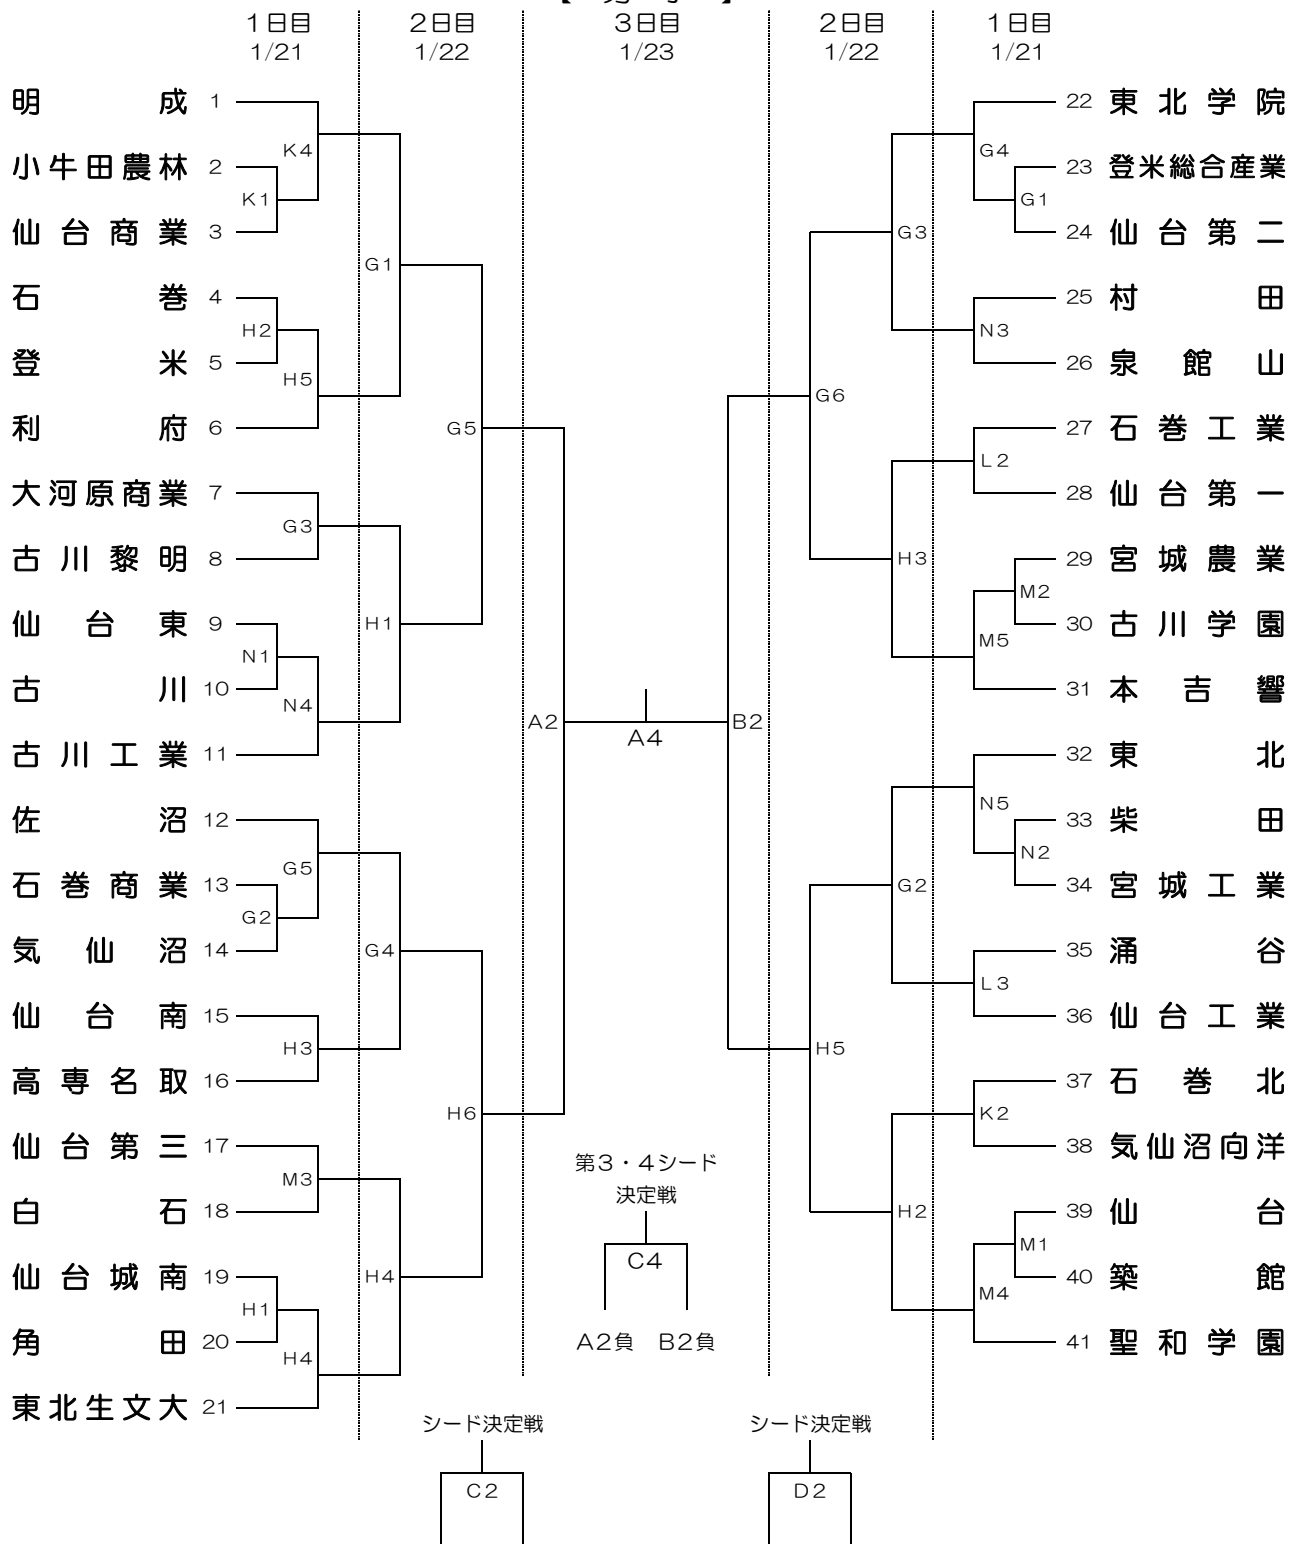 1日目 2日目 3日目 2日目 1日目
1/21 1/22 1/23 1/22 1/21
明成 1
K4
小牛田農林 2
K1
仙台商業 3
G1
石巻 4
H2
登米 5
H5
利府 6
G5
大河原商業 7
G3
古川黎明 8
仙台東 9
H1
N1
古川 10
N4
古川工業 11
A2
佐沼 12
G5
石巻商業 13
G2
気仙沼 14
G4
仙台南 15
H3
高専名取 16
H6
仙台第三 17
M3
白石 18
仙台城南 19
H4
H1
角田 20
H4
東北生文大 21
A4
22 東北学院
G4
23 登米総合産業
G1
24 仙台第二
G3
25 村田
N3
26 泉館山
G6
27 石巻工業
L2
28 仙台第一
29 宮城農業
H3
M2
30 古川学園
M5
31 本吉響
B2
32 東北
N5
33 柴田
N2
34 宮城工業
G2
35 涌谷
L3
36 仙台工業
H5
37 石巻北
K2
38 気仙沼向洋
39 仙台
H2
M1
40 築館
M4
41 聖和学園
第3・4シード
決定戦
C4
A2負 B2負
シード決定戦 シード決定戦
C2 D2